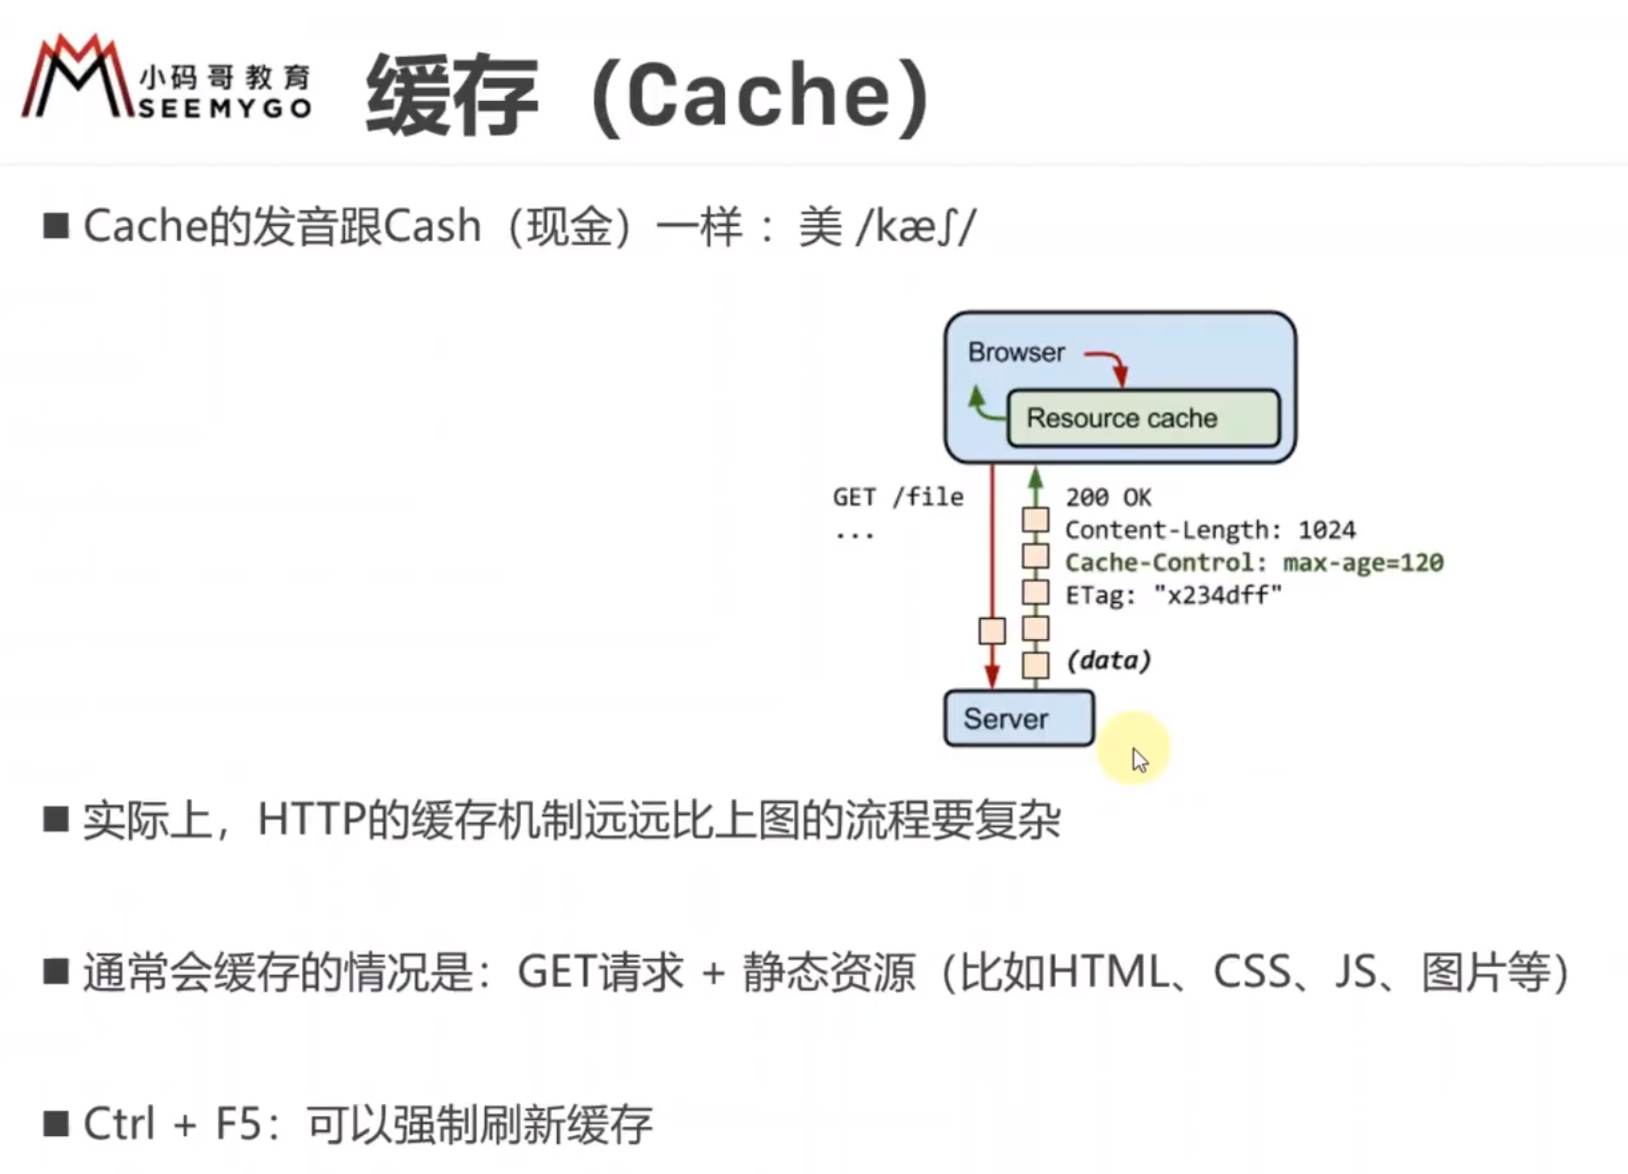 小码哥教育
SEEMYGO
缓存（Cache）
■ Cache的发音跟Cash（现金）一样 ：美 /kæʃ/
Browser
Resource cache
GET /file
...
200 OK
Content-Length: 1024
Cache-Control: max-age=120
ETag: "x234dff"
(data)
Server
■ 实际上，HTTP的缓存机制远远比上图的流程要复杂
■ 通常会缓存的情况是：GET请求 + 静态资源（比如HTML、CSS、JS、图片等）
■ Ctrl + F5：可以强制刷新缓存